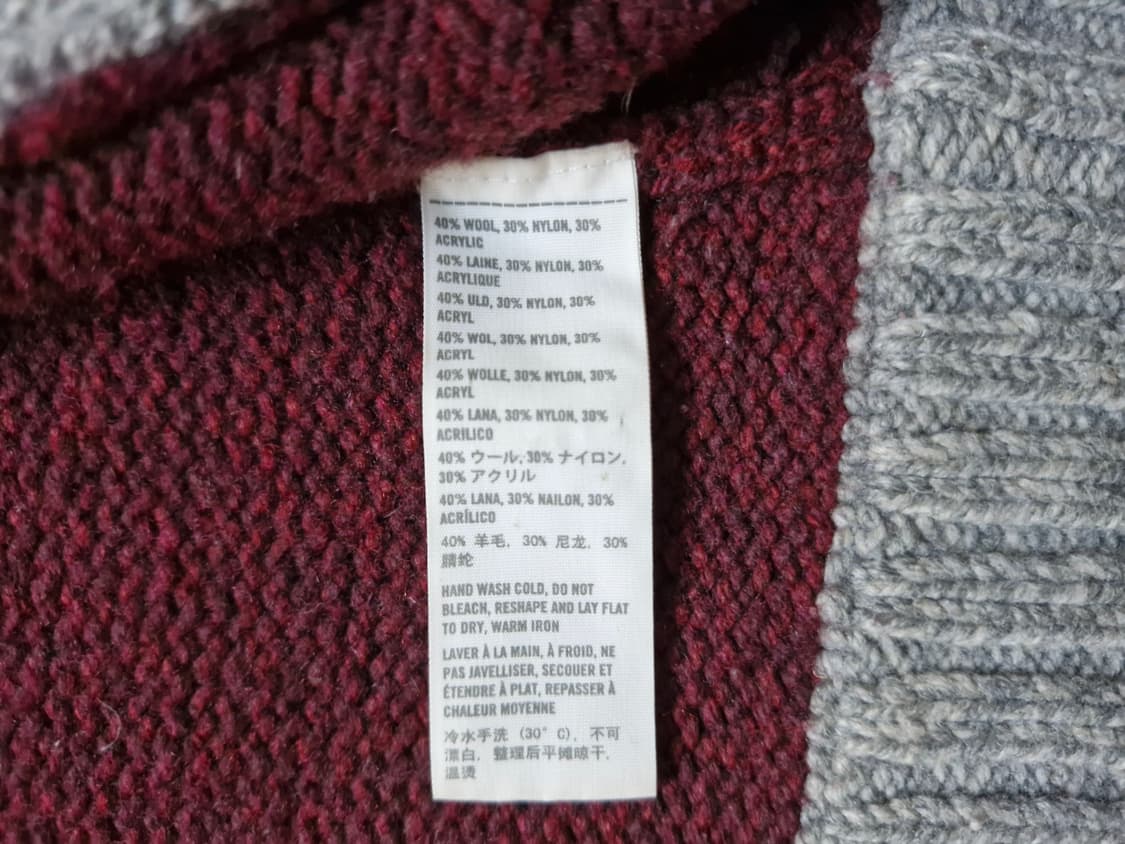 40% WOOL, 30% NYLON, 30%
ACRYLIC
40% LAINE, 30% NYLON, 30%
ACRYLIQUE
40% ULD, 30% NYLON, 30%
ACRYL
40% WOL, 30% NYLON, 30%
ACRYL
40% WOLLE, 30% NYLON, 30%
ACRYL
40% LANA, 30% NYLON, 30%
ACRILICO
40% ウール, 30% ナイロン,
30% アクリル
40% LANA, 30% NAILON, 30%
ACRÍLICO
40% 羊毛, 30% 尼龙, 30%
腈纶
HAND WASH COLD, DO NOT
BLEACH, RESHAPE AND LAY FLAT
TO DRY, WARM IRON
LAVER À LA MAIN, À FROID, NE
PAS JAVELLISER, SECOUER ET
ÉTENDRE À PLAT, REPASSER À
CHALEUR MOYENNE
冷水手洗 (30° C), 不可
漂白, 整理后平摊晾干,
温烫